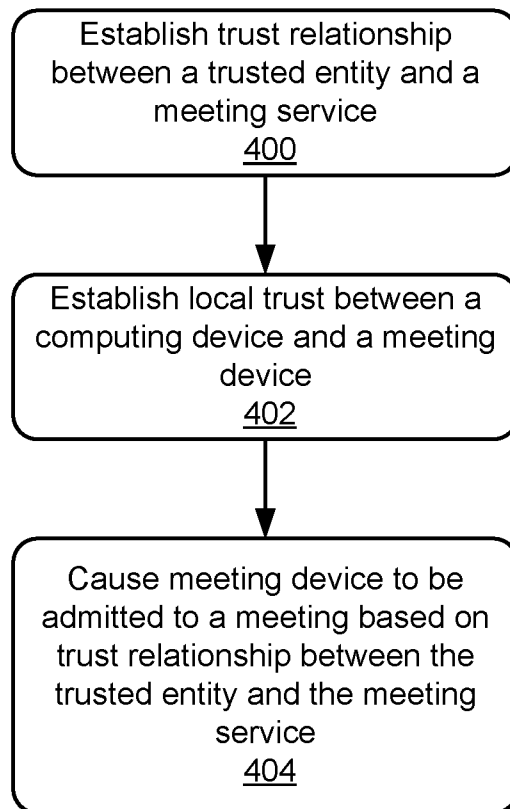 Establish trust relationship
between a trusted entity and a
meeting service
400
Establish local trust between a
computing device and a meeting
device
402
Cause meeting device to be
admitted to a meeting based on
trust relationship between the
trusted entity and the meeting
service
404